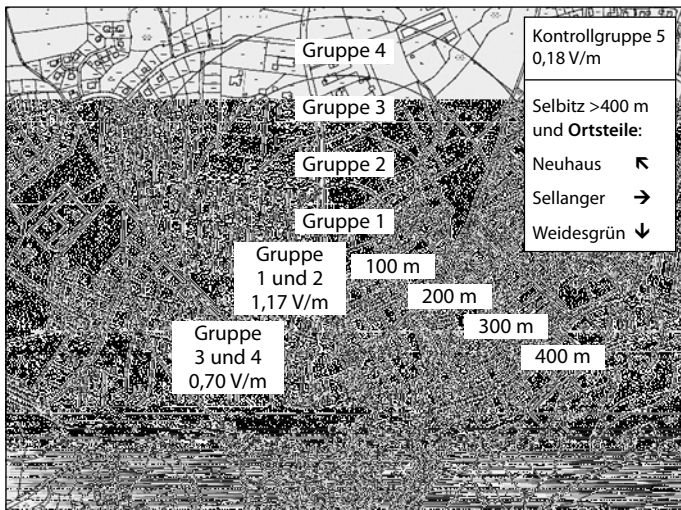 Gruppe 4
Gruppe 3
Gruppe 2
Gruppe 1
Gruppe
1 und 2
1,17 V/m
Gruppe
3 und 4
0,70 V/m
100 m
200 m
300 m
400 m
Kontrollgruppe 5
0,18 V/m
Selbitz >400 m
und Ortsteile:
Neuhaus ↖
Sellanger →
Weidesgrün ↓